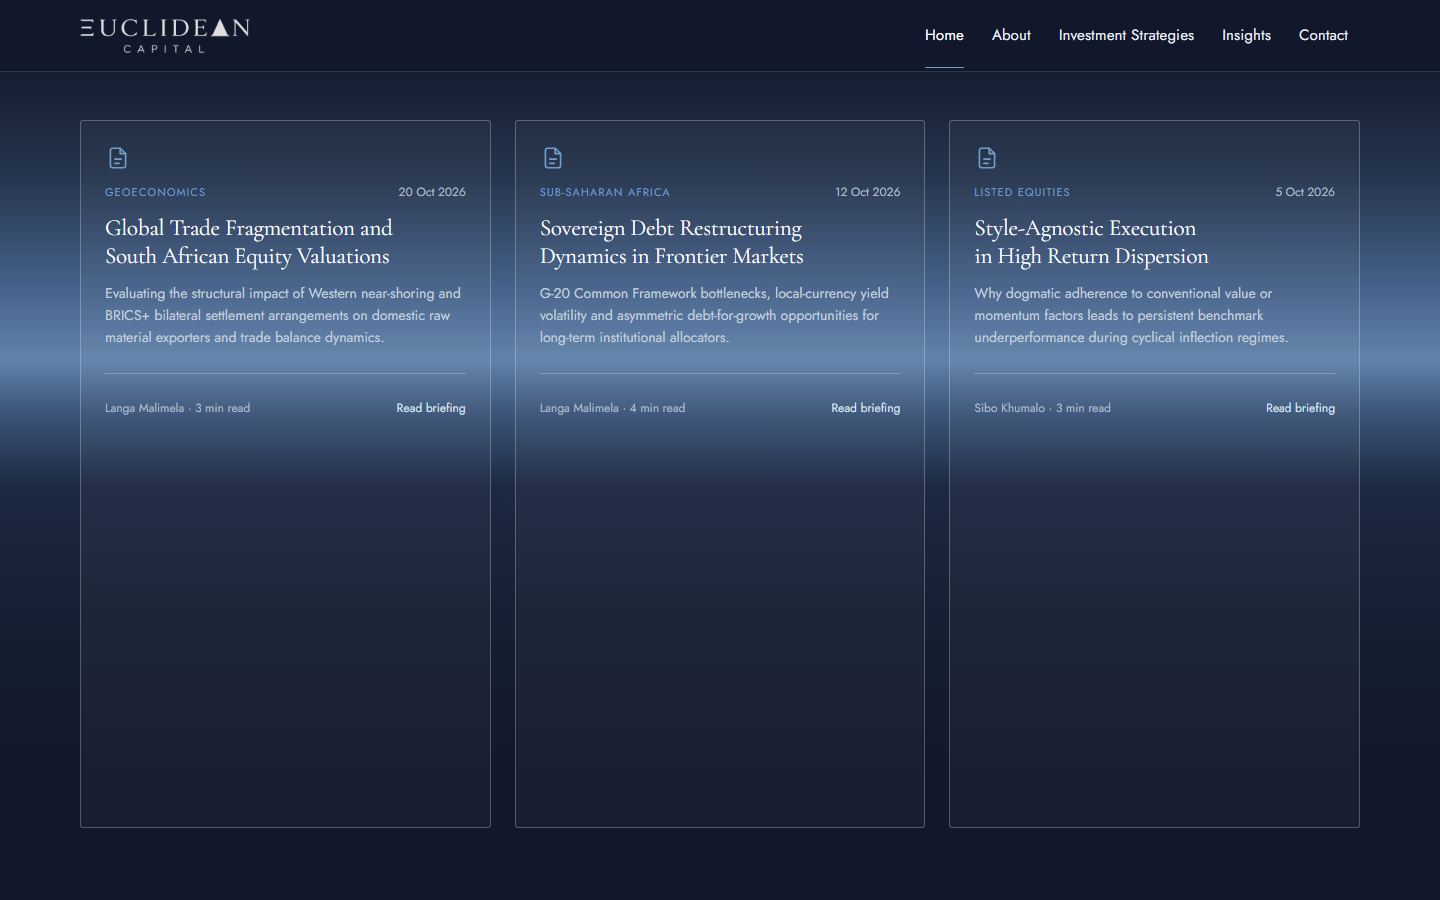 ΞUCLIDEAN
CAPITAL
Home About Investment Strategies Insights Contact
GEOECONOMICS 20 Oct 2026
Global Trade Fragmentation and
South African Equity Valuations
Evaluating the structural impact of Western near-shoring and
BRICS+ bilateral settlement arrangements on domestic raw
material exporters and trade balance dynamics.
Langa Malimela · 3 min read Read briefing
SUB-SAHARAN AFRICA 12 Oct 2026
Sovereign Debt Restructuring
Dynamics in Frontier Markets
G-20 Common Framework bottlenecks, local-currency yield
volatility and asymmetric debt-for-growth opportunities for
long-term institutional allocators.
Langa Malimela · 4 min read Read briefing
LISTED EQUITIES 5 Oct 2026
Style-Agnostic Execution
in High Return Dispersion
Why dogmatic adherence to conventional value or
momentum factors leads to persistent benchmark
underperformance during cyclical inflection regimes.
Sibo Khumalo · 3 min read Read briefing